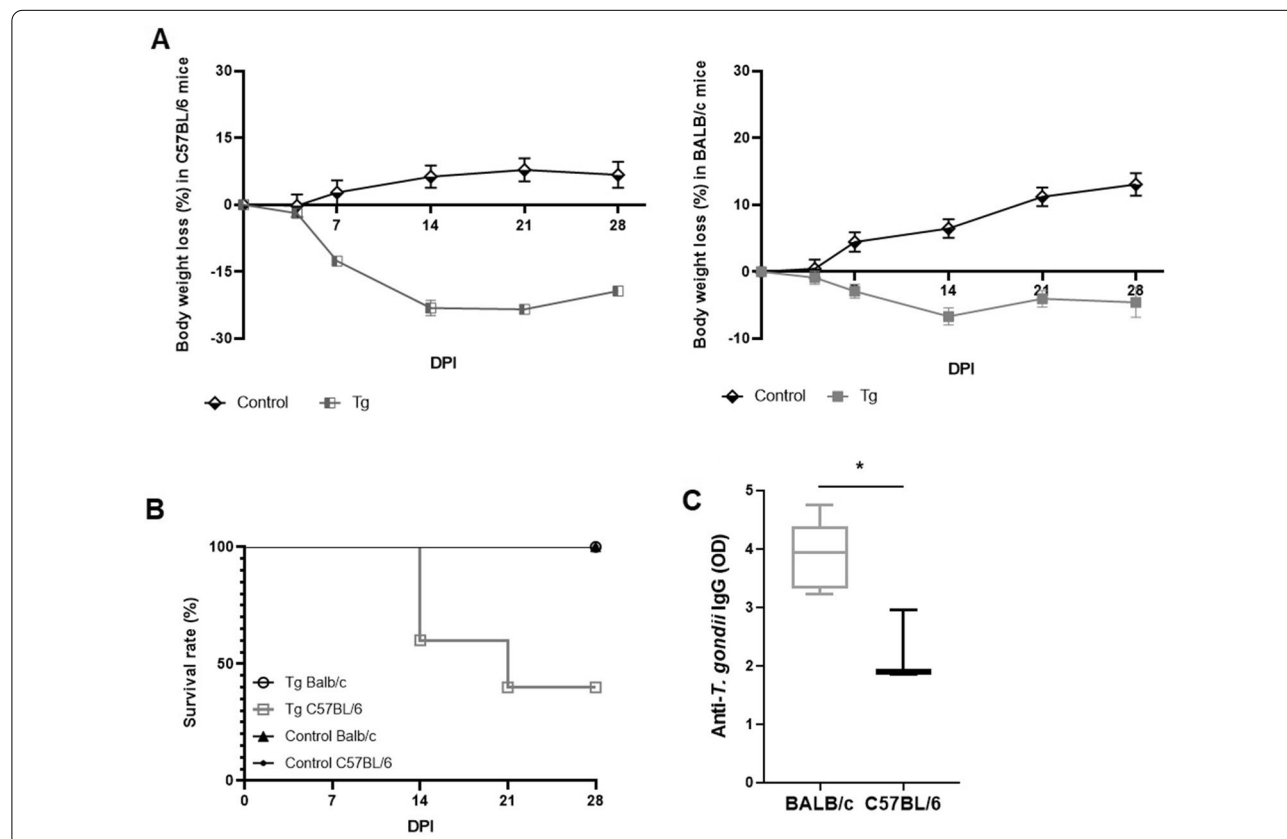 A
Body weight loss (%) in C57BL/6 mice
30
15
0
-15
-30
7
14
21
28
DPI
Control
Tg
Body weight loss (%) in BALB/c mice
30
20
10
0
-10
14
21
28
DPI
Control
Tg
B
Survival rate (%)
100
50
0
Tg Balb/c
Tg C57BL/6
Control Balb/c
Control C57BL/6
0
7
14
21
28
DPI
C
Anti-T. gondii IgG (OD)
5
4
3
2
1
0
*
BALB/c
C57BL/6